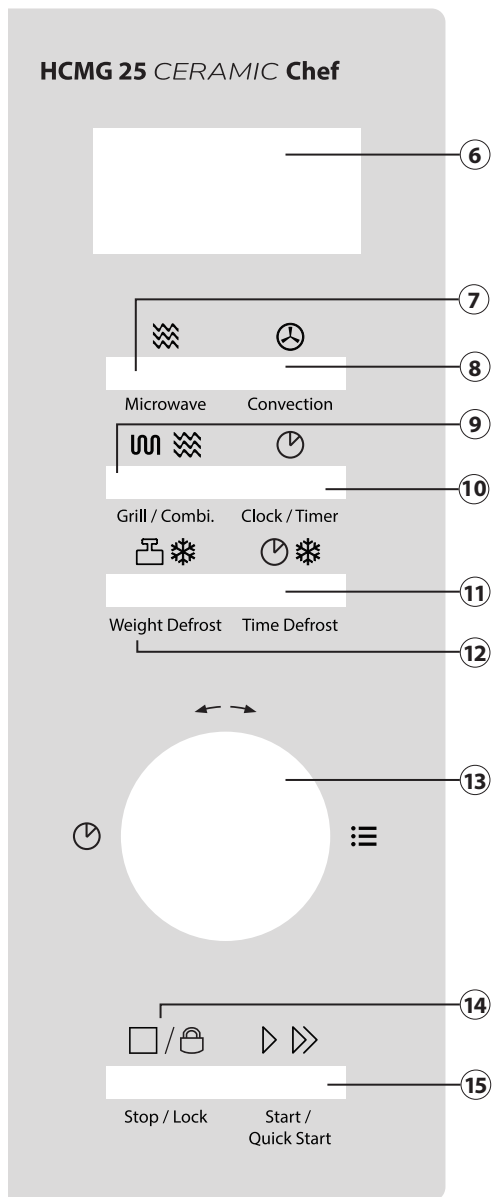 HCMG 25 CERAMIC Chef
6
7
8
Microwave Convection
9
10
Grill / Combi. Clock / Timer
11
Weight Defrost Time Defrost
12
13
14
15
Stop / Lock Start /
Quick Start